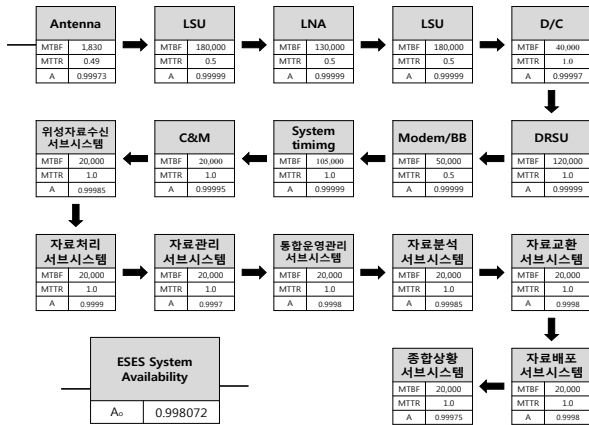 Antenna
MTBF 1,830
MTTR 0.49
A 0.99973
LSU
MTBF 180,000
MTTR 0.5
A 0.99999
LNA
MTBF 130,000
MTTR 0.5
A 0.99999
LSU
MTBF 180,000
MTTR 0.5
A 0.99999
D/C
MTBF 40,000
MTTR 1.0
A 0.99997
위성자료수신
서브시스템
MTBF 20,000
MTTR 1.0
A 0.99985
C&M
MTBF 20,000
MTTR 1.0
A 0.99995
System
timimg
MTBF 105,000
MTTR 1.0
A 0.99999
Modem/BB
MTBF 50,000
MTTR 0.5
A 0.99999
DRSU
MTBF 120,000
MTTR 1.0
A 0.99999
자료처리
서브시스템
MTBF 20,000
MTTR 1.0
A 0.9999
자료관리
서브시스템
MTBF 20,000
MTTR 1.0
A 0.9997
통합운영관리
서브시스템
MTBF 20,000
MTTR 1.0
A 0.9998
자료분석
서브시스템
MTBF 20,000
MTTR 1.0
A 0.99985
자료교환
서브시스템
MTBF 20,000
MTTR 1.0
A 0.9998
ESES System
Availability
Ao 0.998072
종합상황
서브시스템
MTBF 20,000
MTTR 1.0
A 0.99975
자료배포
서브시스템
MTBF 20,000
MTTR 1.0
A 0.9998